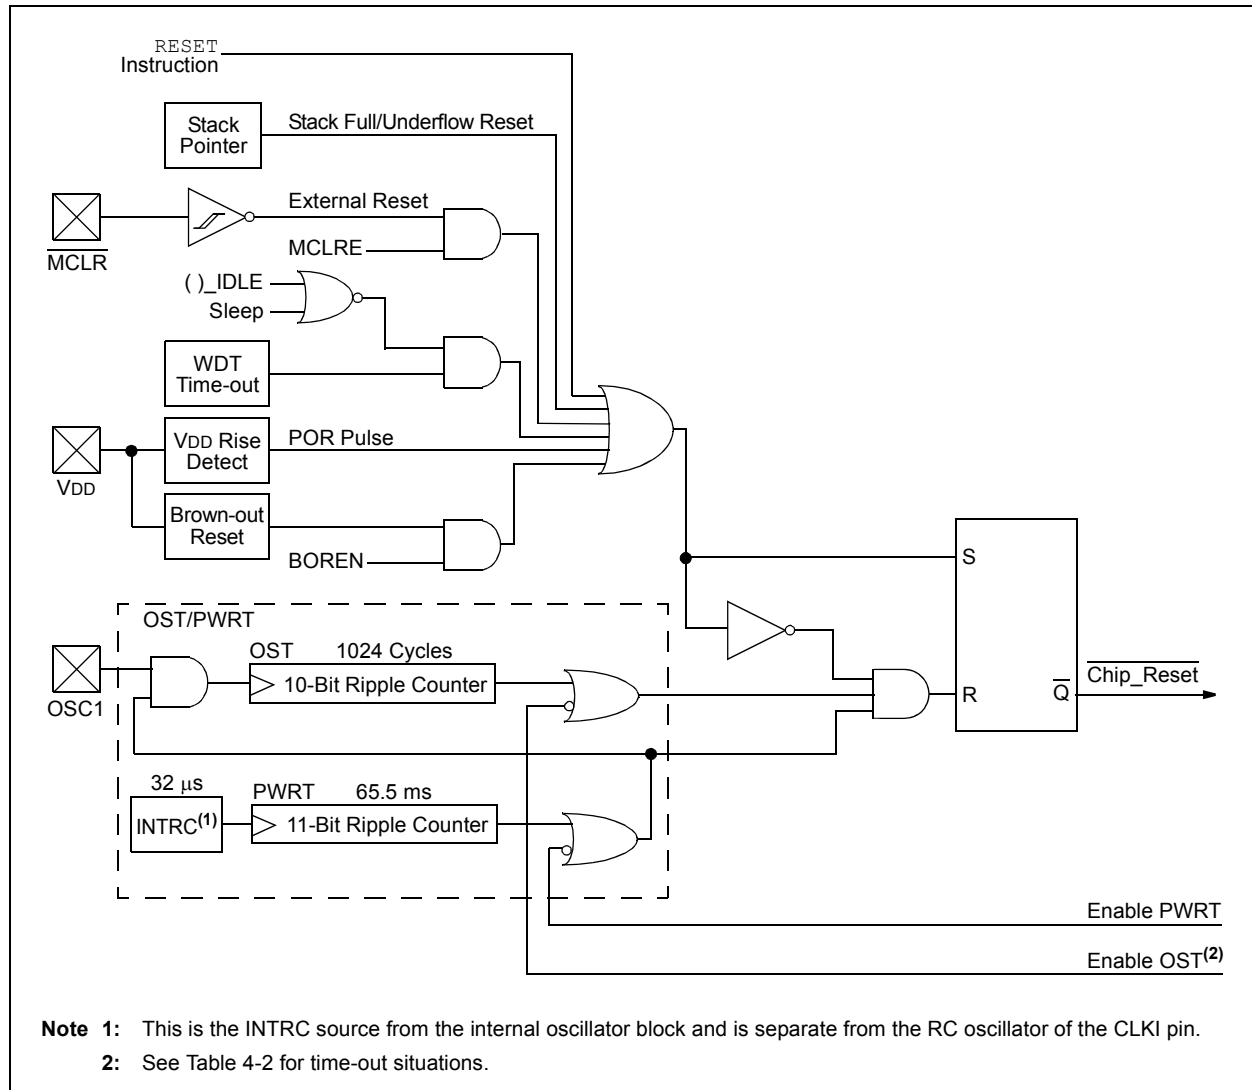 RESET
Instruction
Stack
Pointer
Stack Full/Underflow Reset
External Reset
MCLR
MCLRE
( )_IDLE
Sleep
WDT
Time-out
VDD Rise
Detect
POR Pulse
VDD
Brown-out
Reset
BOREN
S
OST/PWRT
OST 1024 Cycles
10-Bit Ripple Counter
OSC1
R
Q
Chip_Reset
32 μs
INTRC(1)
PWRT 65.5 ms
11-Bit Ripple Counter
Enable PWRT
Enable OST(2)
Note 1: This is the INTRC source from the internal oscillator block and is separate from the RC oscillator of the CLKI pin.
2: See Table 4-2 for time-out situations.